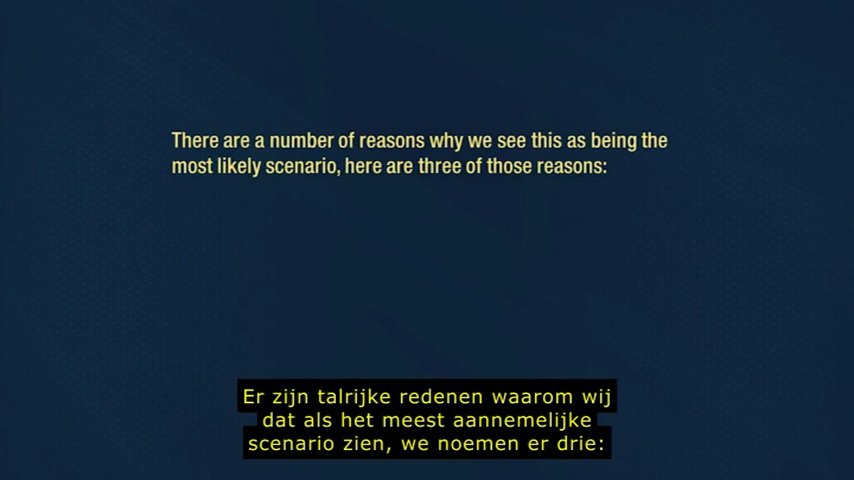 There are a number of reasons why we see this as being the
most likely scenario, here are three of those reasons:
Er zijn talrijke redenen waarom wij
dat als het meest aannemelijke
scenario zien, we noemen er drie: